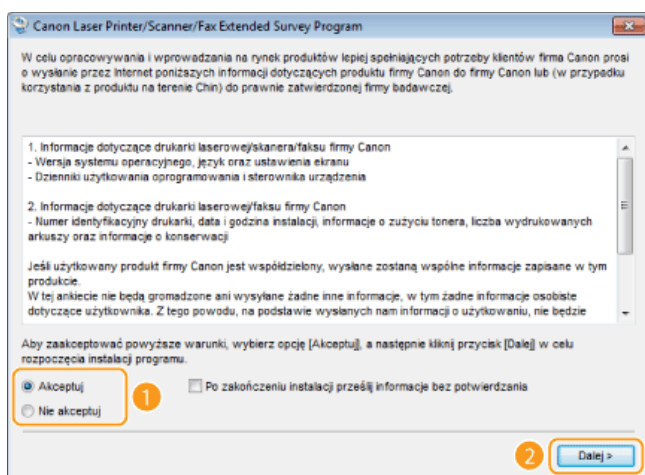 Canon Laser Printer/Scanner/Fax Extended Survey Program
W celu opracowywania i wprowadzania na rynek produktów lepiej spełniających potrzeby klientów firma Canon prosi
o wysłanie przez Internet poniższych informacji dotyczących produktu firmy Canon do firmy Canon lub (w przypadku
korzystania z produktu na terenie Chin) do prawnie zatwierdzonej firmy badawczej.
1. Informacje dotyczące drukarki laserowej/skanera/faksu firmy Canon
- Wersja systemu operacyjnego, język oraz ustawienia ekranu
- Dzienniki użytkowania oprogramowania i sterownika urządzenia
2. Informacje dotyczące drukarki laserowej/faksu firmy Canon
- Numer identyfikacyjny drukarki, data i godzina instalacji, informacje o zużyciu tonera, liczba wydrukowanych
arkuszy oraz informacje o konserwacji
Jeśli użytkowany produkt firmy Canon jest współdzielony, wysłane zostaną wspólne informacje zapisane w tym
produkcie.
W tej ankiecie nie będą gromadzone ani wysyłane żadne inne informacje, w tym żadne informacje osobiste
dotyczące użytkownika. Z tego powodu, na podstawie wysłanych nam informacji o użytkowaniu, nie będzie
Aby zaakceptować powyższe warunki, wybierz opcję [Akceptuj], a następnie kliknij przycisk [Dalej] w celu
rozpoczęcia instalacji programu.
Akceptuj
Po zakończeniu instalacji prześlij informacje bez potwierdzania
1
Nie akceptuj
2
Dalej >